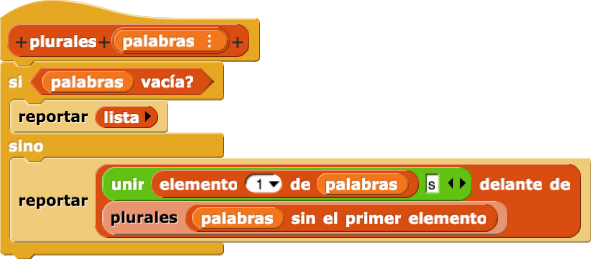 + plurales + palabras ⋮ +
si palabras vacía?
reportar lista
sino
reportar unir elemento 1 de palabras s delante de
plurales palabras sin el primer elemento